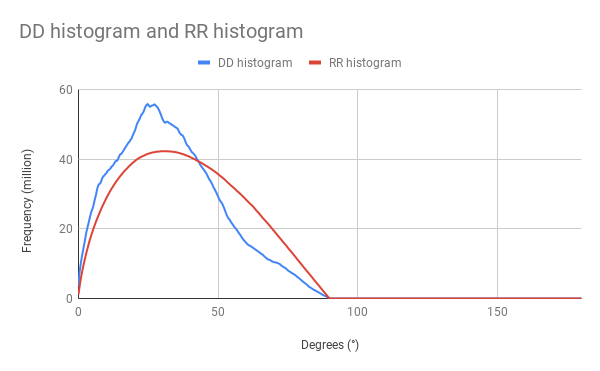 DD histogram and RR histogram
DD histogram RR histogram
Frequency (million)
60
40
20
0
0 50 100 150
Degrees (°)